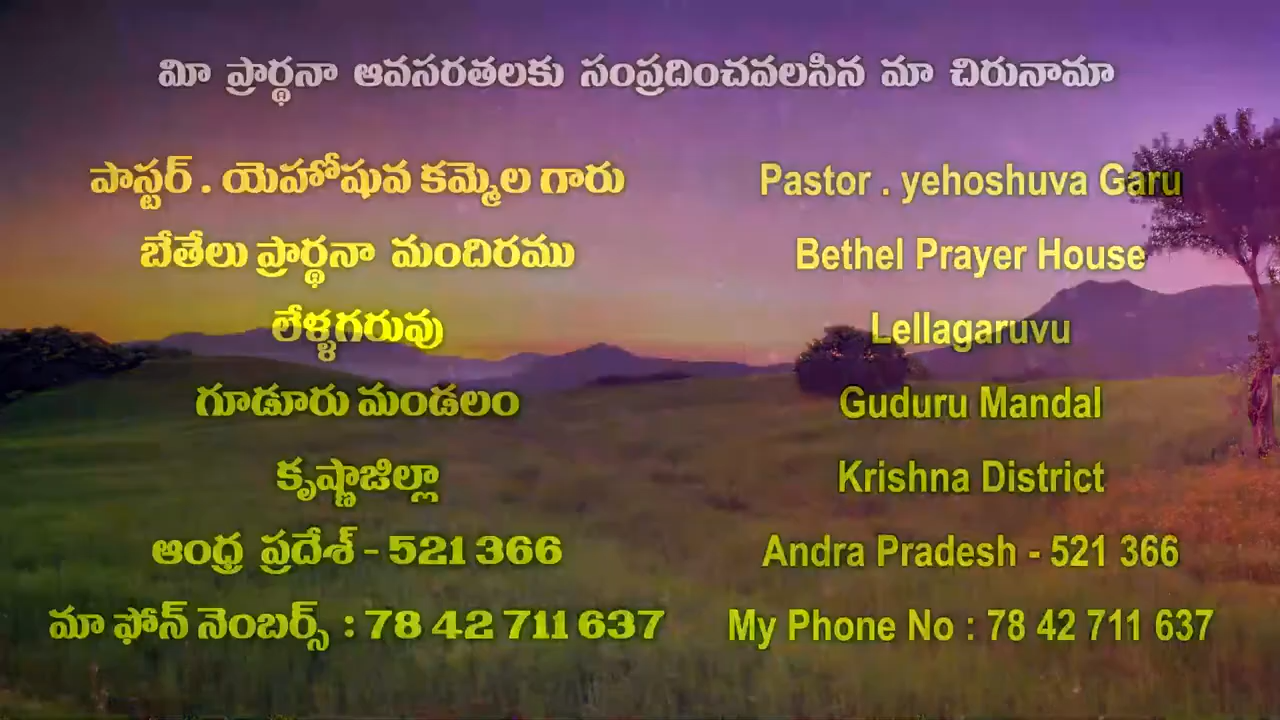 మీ ప్రార్థనా ఆవసరతలకు సంప్రదించవలసిన మా చిరునామా
పాస్టర్ . యెహోషువ కమ్మెల గారు
బేతేలు ప్రార్థనా మందిరము
లేళ్ళగరువు
గూడూరు మండలం
కృష్ణాజిల్లా
ఆంధ్ర ప్రదేశ్ - 521 366
మా ఫోన్ నెంబర్స్ : 78 42 711 637
Pastor . yehoshuva Garu
Bethel Prayer House
Lellagaruvu
Guduru Mandal
Krishna District
Andra Pradesh - 521 366
My Phone No : 78 42 711 637